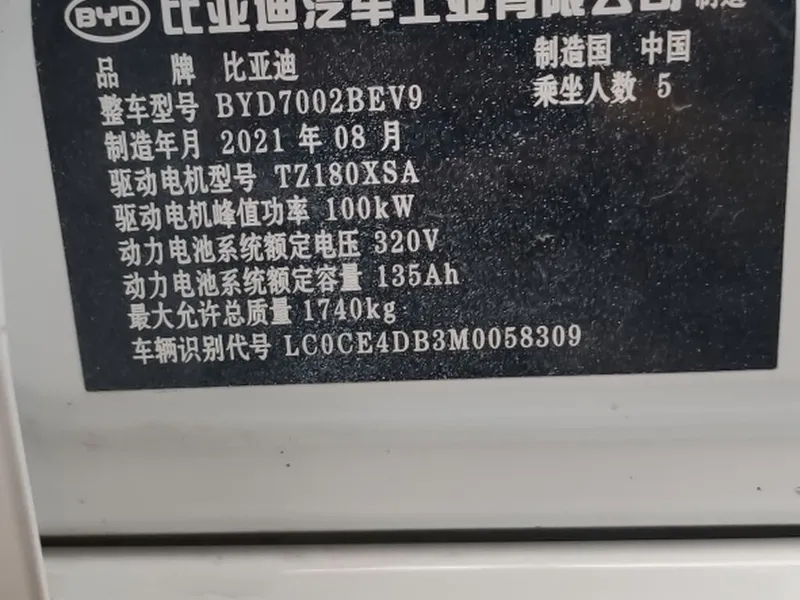 BYD 比亚迪汽车工业有限公司 制造
品 牌 比亚迪 制造国 中国
整车型号 BYD7002BEV9 乘坐人数 5
制造年月 2021 年 08 月
驱动电机型号 TZ180XSA
驱动电机峰值功率 100kW
动力电池系统额定电压 320V
动力电池系统额定容量 135Ah
最大允许总质量 1740kg
车辆识别代号 LC0CE4DB3M0058309